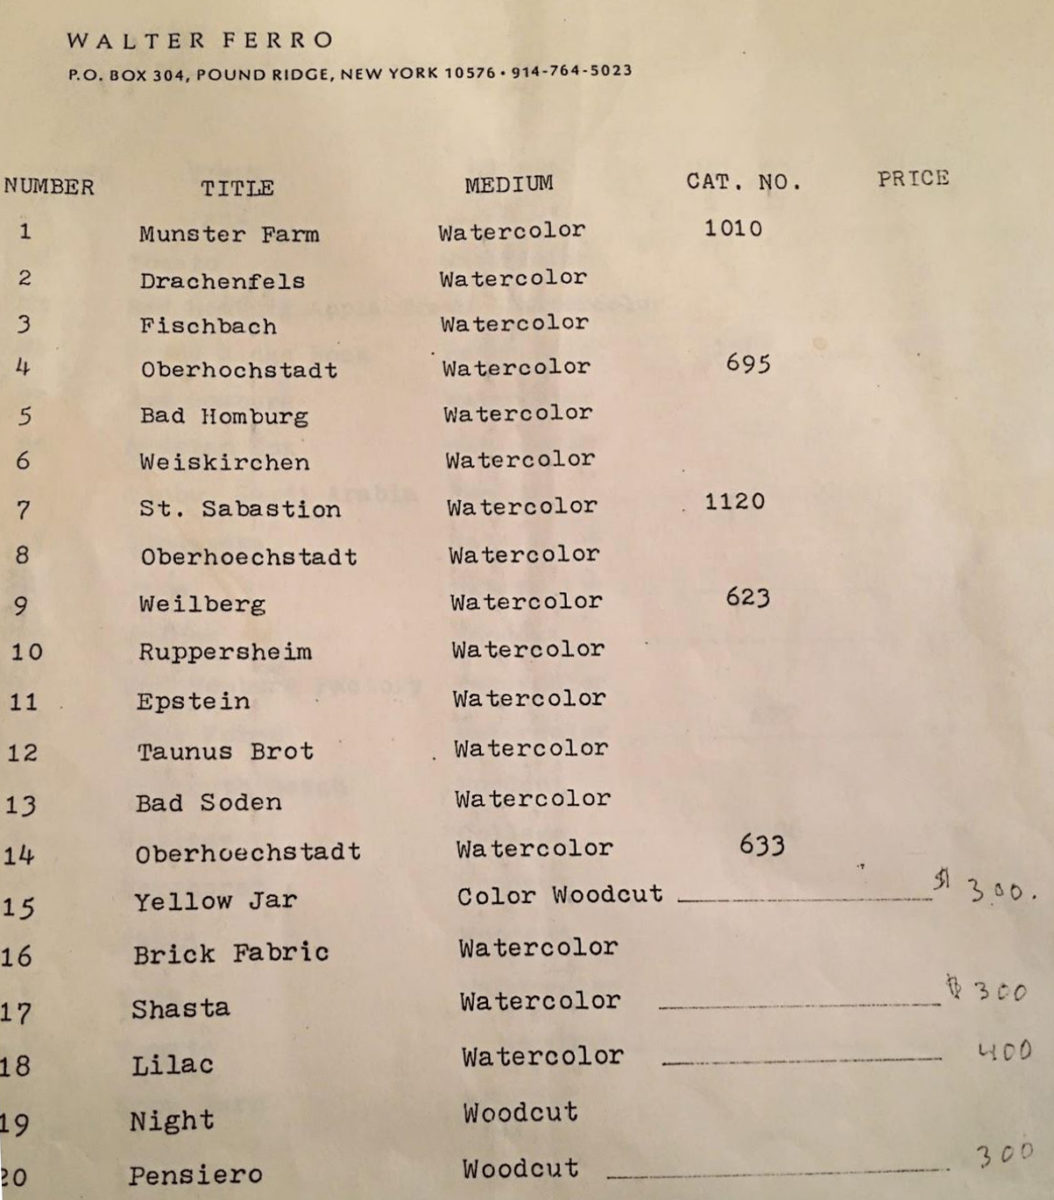 WALTER FERRO
P.O. BOX 304, POUND RIDGE, NEW YORK 10576 • 914-764-5023
NUMBER TITLE MEDIUM CAT. NO. PRICE
1 Munster Farm Watercolor 1010
2 Drachenfels Watercolor
3 Fischbach Watercolor
4 Oberhochstadt Watercolor 695
5 Bad Homburg Watercolor
6 Weiskirchen Watercolor
7 St. Sabastion Watercolor 1120
8 Oberhoechstadt Watercolor
9 Weilberg Watercolor 623
10 Ruppersheim Watercolor
11 Epstein Watercolor
12 Taunus Brot Watercolor
13 Bad Soden Watercolor
14 Oberhoechstadt Watercolor 633
15 Yellow Jar Color Woodcut $ 300.
16 Brick Fabric Watercolor
17 Shasta Watercolor $ 300
18 Lilac Watercolor 400
19 Night Woodcut
20 Pensiero Woodcut 300